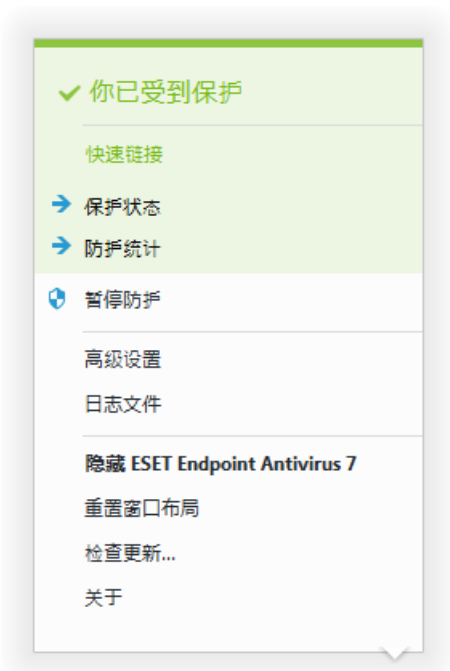 你已受到保护
快速链接
保护状态
防护统计
暂停防护
高级设置
日志文件
隐藏 ESET Endpoint Antivirus 7
重置窗口布局
检查更新...
关于